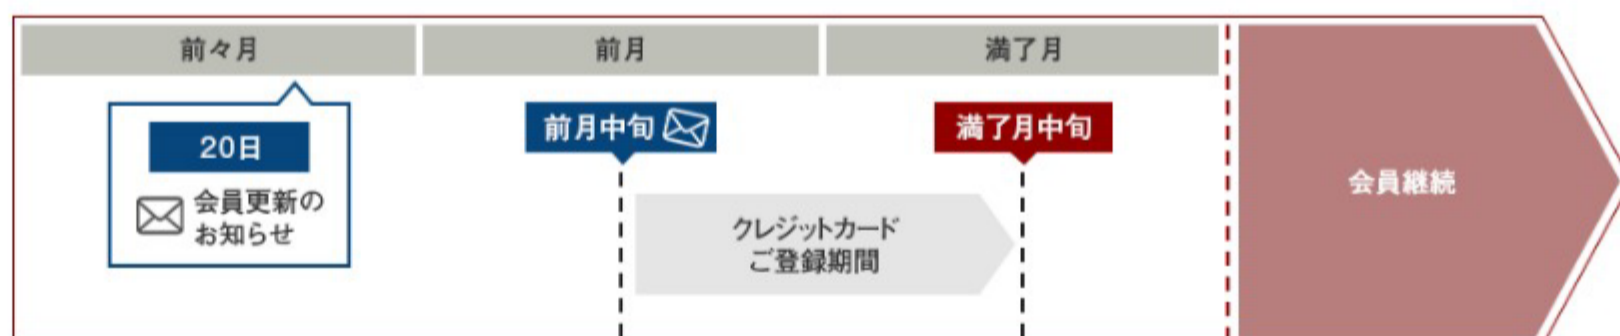 前々月
前月
満了月
20日
会員更新の
お知らせ
前月中旬
満了月中旬
クレジットカード
ご登録期間
会員継続